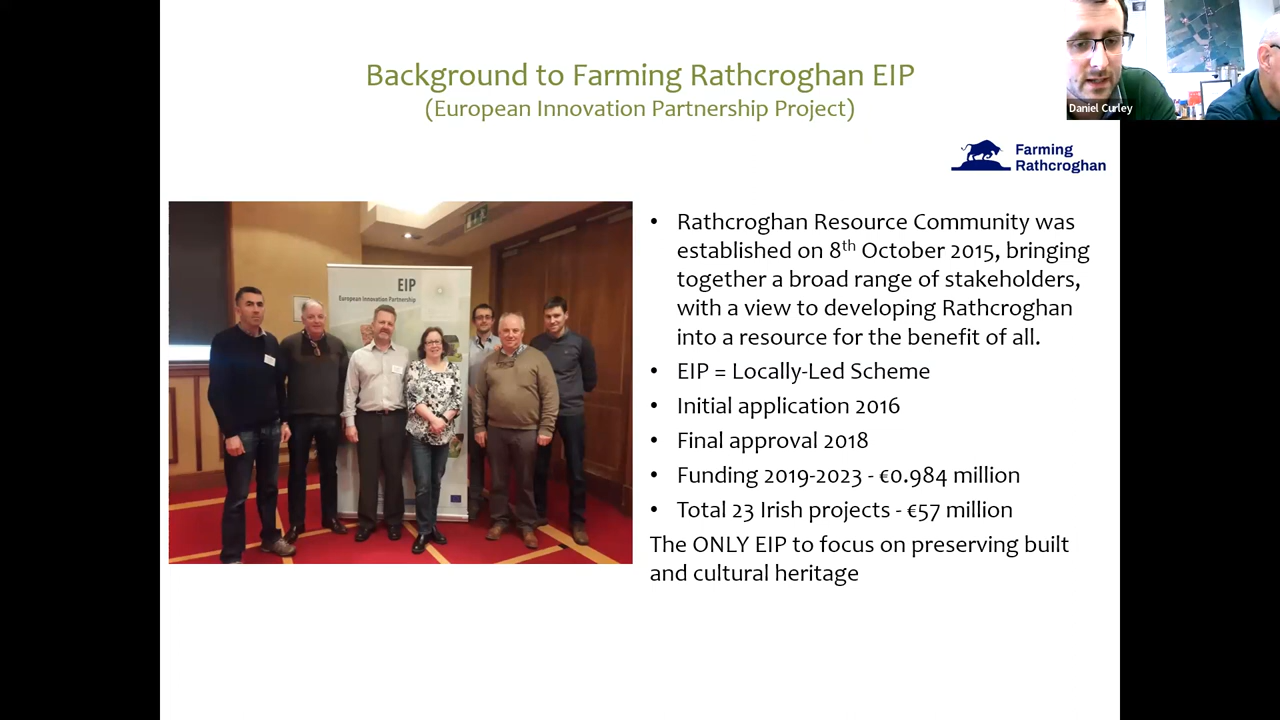 Background to Farming Rathcroghan EIP
(European Innovation Partnership Project)
Daniel Curley
Farming
Rathcroghan
EIP
European Innovation Partnership
• Rathcroghan Resource Community was
established on 8th October 2015, bringing
together a broad range of stakeholders,
with a view to developing Rathcroghan
into a resource for the benefit of all.
• EIP = Locally-Led Scheme
• Initial application 2016
• Final approval 2018
• Funding 2019-2023 - €0.984 million
• Total 23 Irish projects - €57 million
The ONLY EIP to focus on preserving built
and cultural heritage